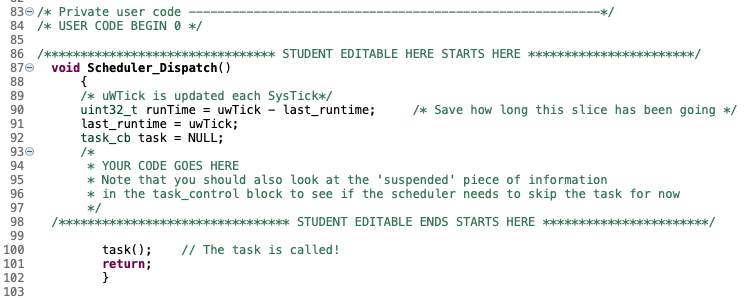 83 /* Private user code ---------------------------------------------------------*/
84 /* USER CODE BEGIN 0 */
85
86 /******************************** STUDENT EDITABLE HERE STARTS HERE ***********************/
87 void Scheduler_Dispatch()
88 {
89 /* uWTick is updated each SysTick*/
90 uint32_t runTime = uwTick - last_runtime; /* Save how long this slice has been going */
91 last_runtime = uwTick;
92 task_cb task = NULL;
93 /*
94 * YOUR CODE GOES HERE
95 * Note that you should also look at the 'suspended' piece of information
96 * in the task_control block to see if the scheduler needs to skip the task for now
97 */
98 /******************************** STUDENT EDITABLE ENDS STARTS HERE ***********************/
99
100 task(); // The task is called!
101 return;
102 }
103